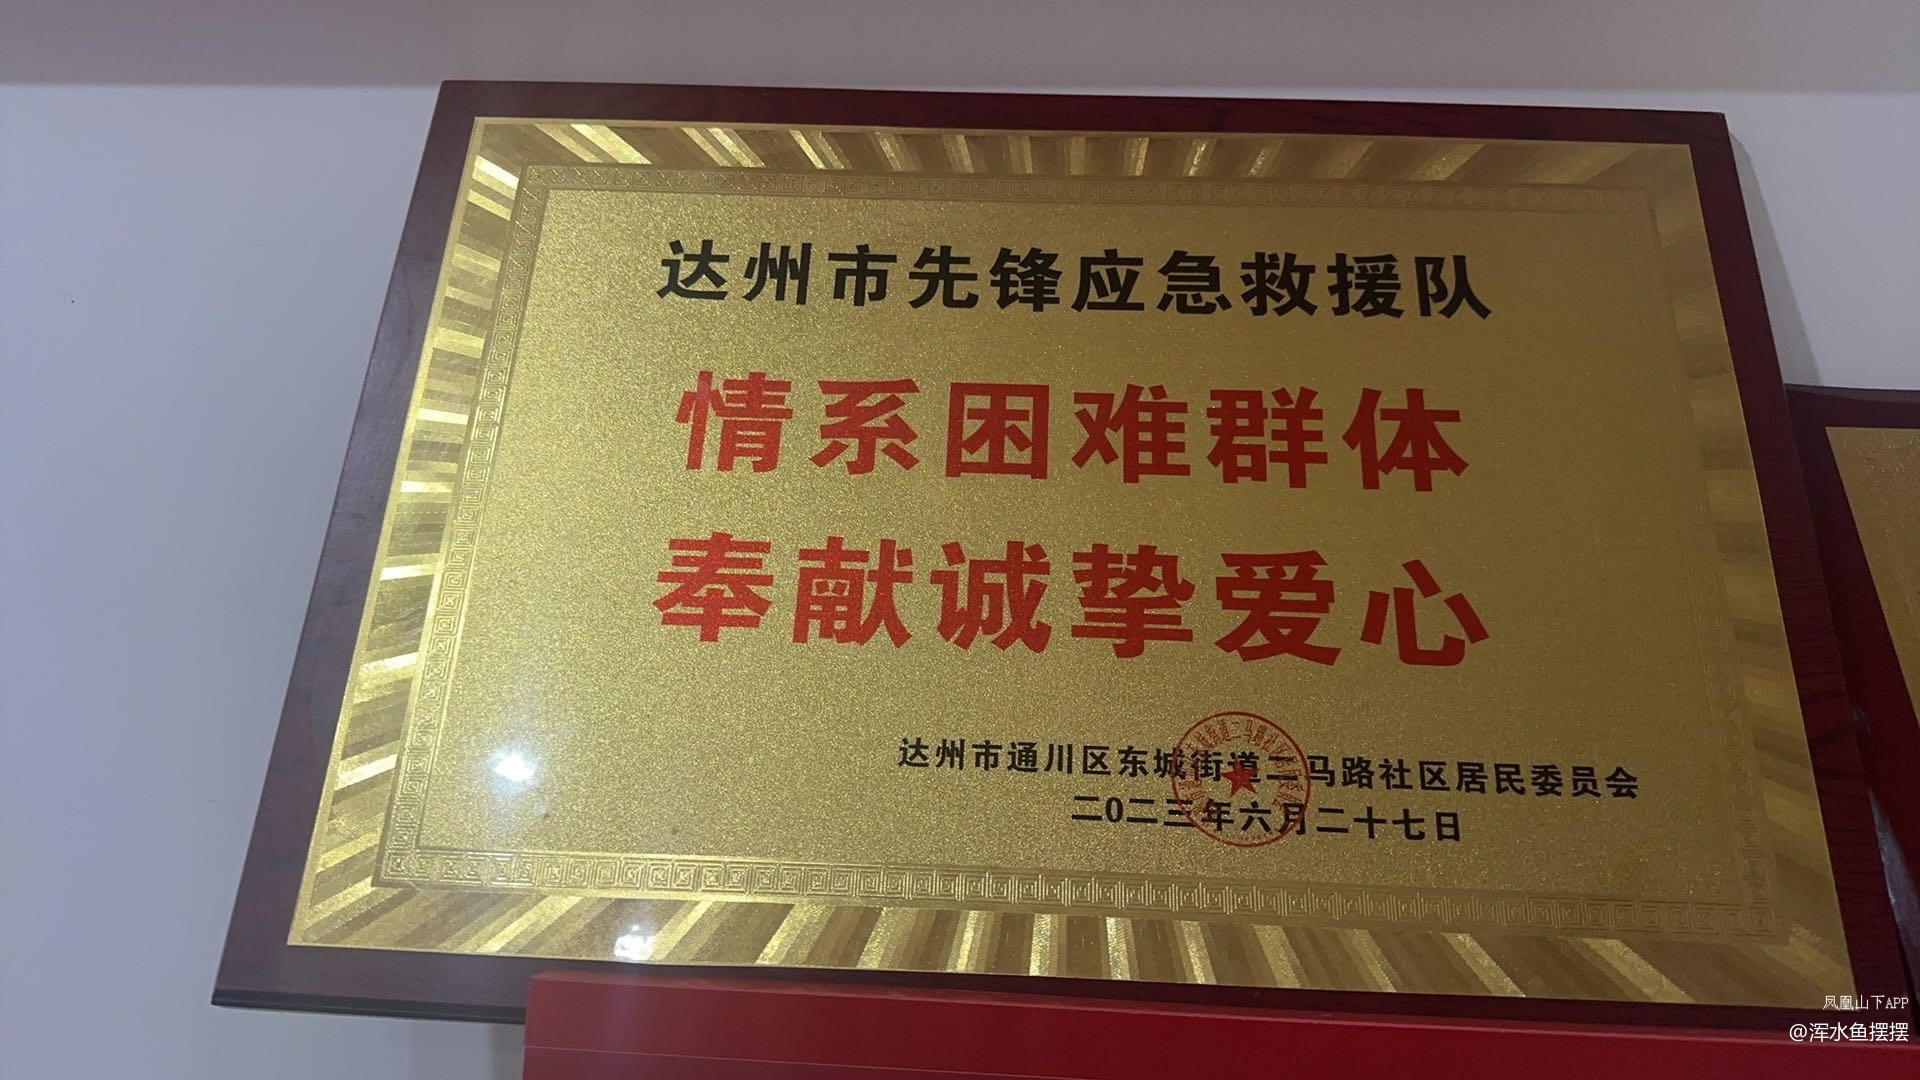 达州市先锋应急救援队
情系困难群体
奉献诚挚爱心
达州市通川区东城街道二马路社区居民委员会
二0二三年六月二十七日
凤凰山下APP
@浑水鱼摆摆